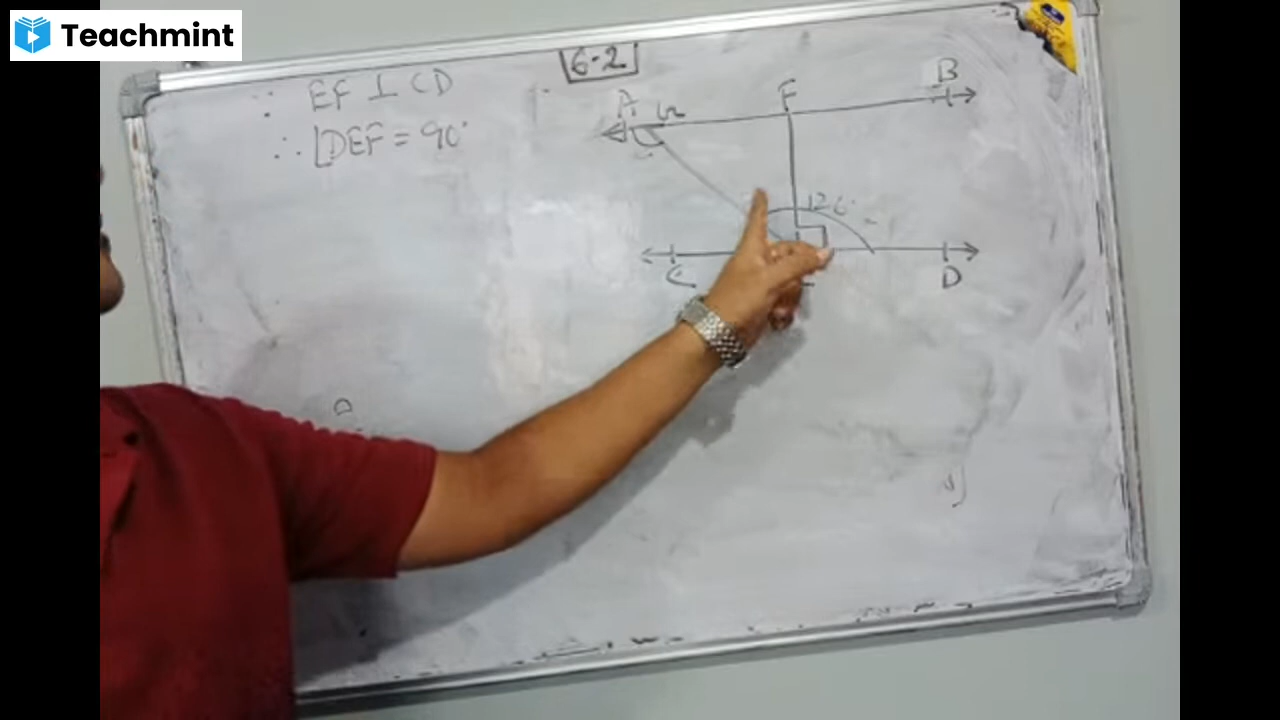 Teachmint
6.2
∵ EF ⊥ CD
∴ ∠DEF = 90°
A
F
B
126°
C
D